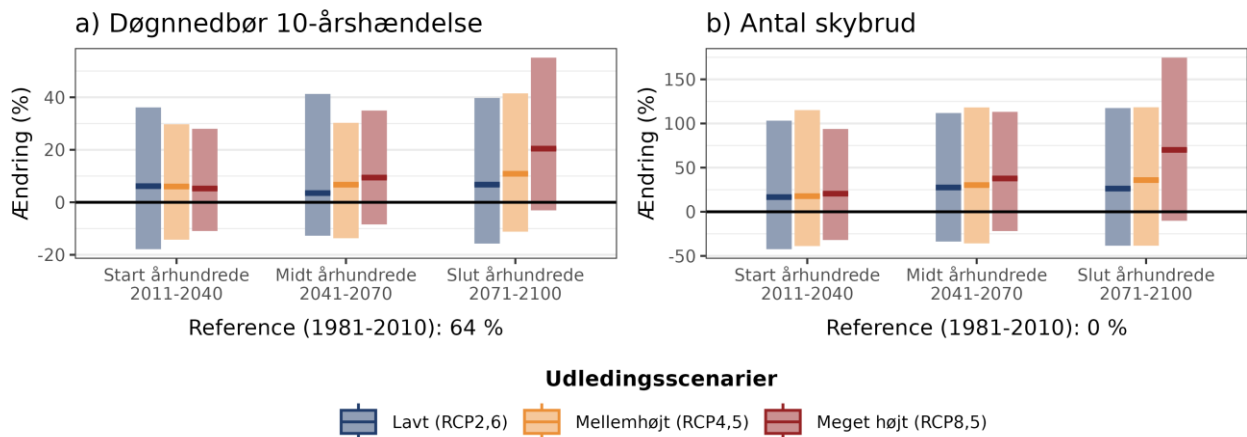 a) Døgnnedbør 10-årshændelse
Ændring (%)
40
20
0
-20
Start århundrede
2011-2040
Midt århundrede
2041-2070
Slut århundrede
2071-2100
Reference (1981-2010): 64 %
b) Antal skybrud
Ændring (%)
150
100
50
0
-50
Start århundrede
2011-2040
Midt århundrede
2041-2070
Slut århundrede
2071-2100
Reference (1981-2010): 0 %
Udledingsscenarier
Lavt (RCP2,6)
Mellemhøjt (RCP4,5)
Meget højt (RCP8,5)